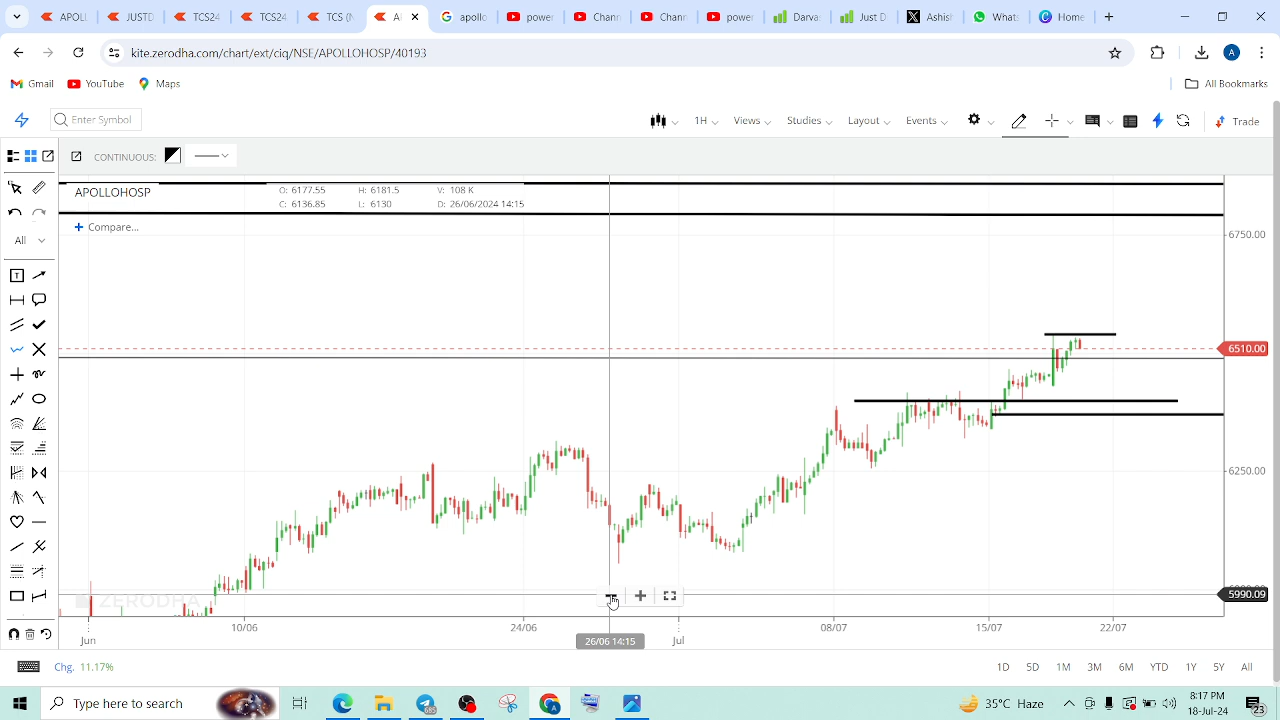 JUSTI
TCS24
TCSIC
apollo
power
Chann
Chann
power
Darva
Just D
Ashis
What
Home
kite.zerodha.com/chart/ext/ciq/NSE/APOLLOHOSP/40193
A
Gmail YouTube Maps All Bookmarks
Enter Symbol 1H Views Studies Layout Events Trade
CONTINUOUS:
APOLLOHOSP
O: 6177.55 H: 6181.5 V: 108 K
C: 6136.85 L: 6130 D: 26/06/2024 14:15
Compare...
All
6750.00
6510.00
6250.00
5990.09
ZERODHA
10/06 24/06 08/07 15/07 22/07
Jun 26/06 14:15 Jul
Chg. 11.17% 1D 5D 1M 3M 6M YTD 1Y 5Y All
Type here to search
35°C Haze
8:17 PM
18-Jul-24
23